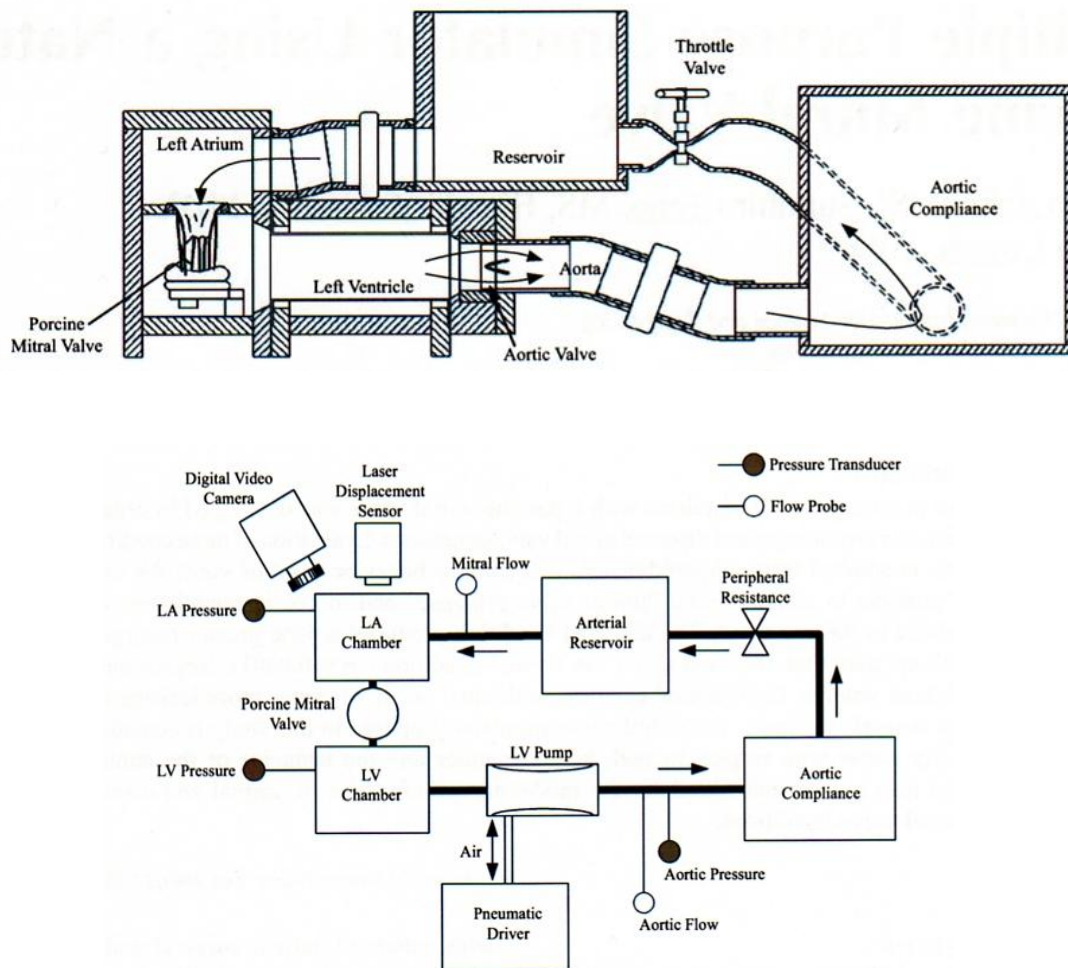 Throttle
Valve
Left Atrium
Reservoir
Aortic
Compliance
Left Ventricle
Aorta
Porcine
Mitral Valve
Aortic Valve
Digital Video
Camera
Laser
Displacement
Sensor
Pressure Transducer
Flow Probe
Mitral Flow
Peripheral
Resistance
LA Pressure
LA
Chamber
Arterial
Reservoir
Porcine Mitral
Valve
LV Pump
LV Pressure
LV
Chamber
Aortic
Compliance
Air
Aortic Pressure
Pneumatic
Driver
Aortic Flow